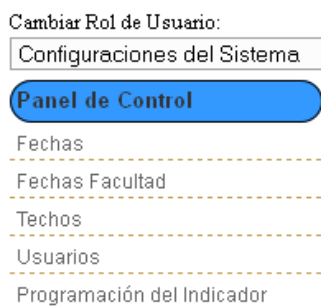 Cambiar Rol de Usuario:
Configuraciones del Sistema
Panel de Control
Fechas
Fechas Facultad
Techos
Usuarios
Programación del Indicador